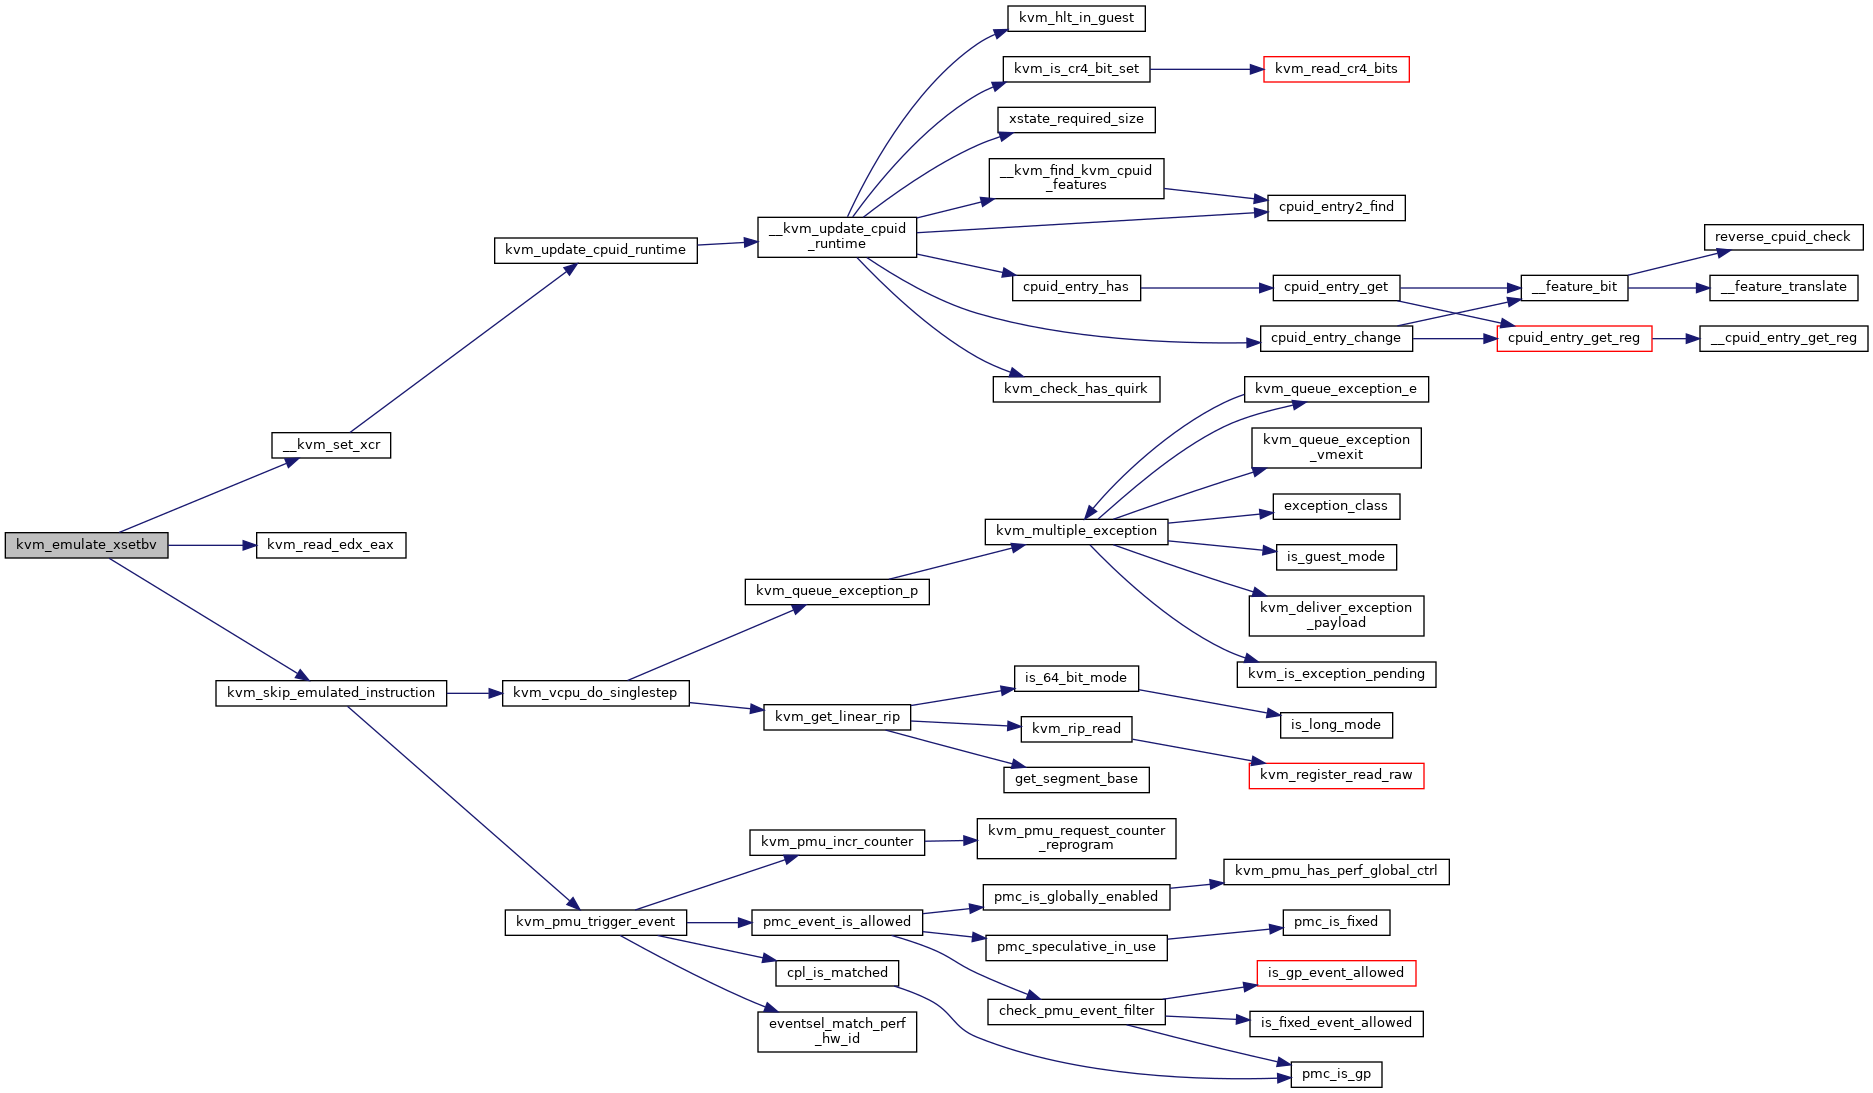 kvm_hlt_in_guest
kvm_is_cr4_bit_set
kvm_read_cr4_bits
xstate_required_size
__kvm_find_kvm_cpuid
_features
cpuid_entry2_find
__kvm_update_cpuid
_runtime
kvm_update_cpuid_runtime
reverse_cpuid_check
cpuid_entry_has
cpuid_entry_get
__feature_bit
__feature_translate
cpuid_entry_change
cpuid_entry_get_reg
__cpuid_entry_get_reg
kvm_check_has_quirk
kvm_queue_exception_e
__kvm_set_xcr
kvm_queue_exception
_vmexit
exception_class
kvm_emulate_xsetbv
kvm_read_edx_eax
kvm_multiple_exception
is_guest_mode
kvm_queue_exception_p
kvm_deliver_exception
_payload
kvm_is_exception_pending
kvm_skip_emulated_instruction
kvm_vcpu_do_singlestep
is_64_bit_mode
kvm_get_linear_rip
kvm_rip_read
is_long_mode
get_segment_base
kvm_register_read_raw
kvm_pmu_incr_counter
kvm_pmu_request_counter
_reprogram
kvm_pmu_has_perf_global_ctrl
pmc_is_globally_enabled
kvm_pmu_trigger_event
pmc_event_is_allowed
pmc_is_fixed
pmc_speculative_in_use
cpl_is_matched
is_gp_event_allowed
check_pmu_event_filter
eventsel_match_perf
_hw_id
is_fixed_event_allowed
pmc_is_gp